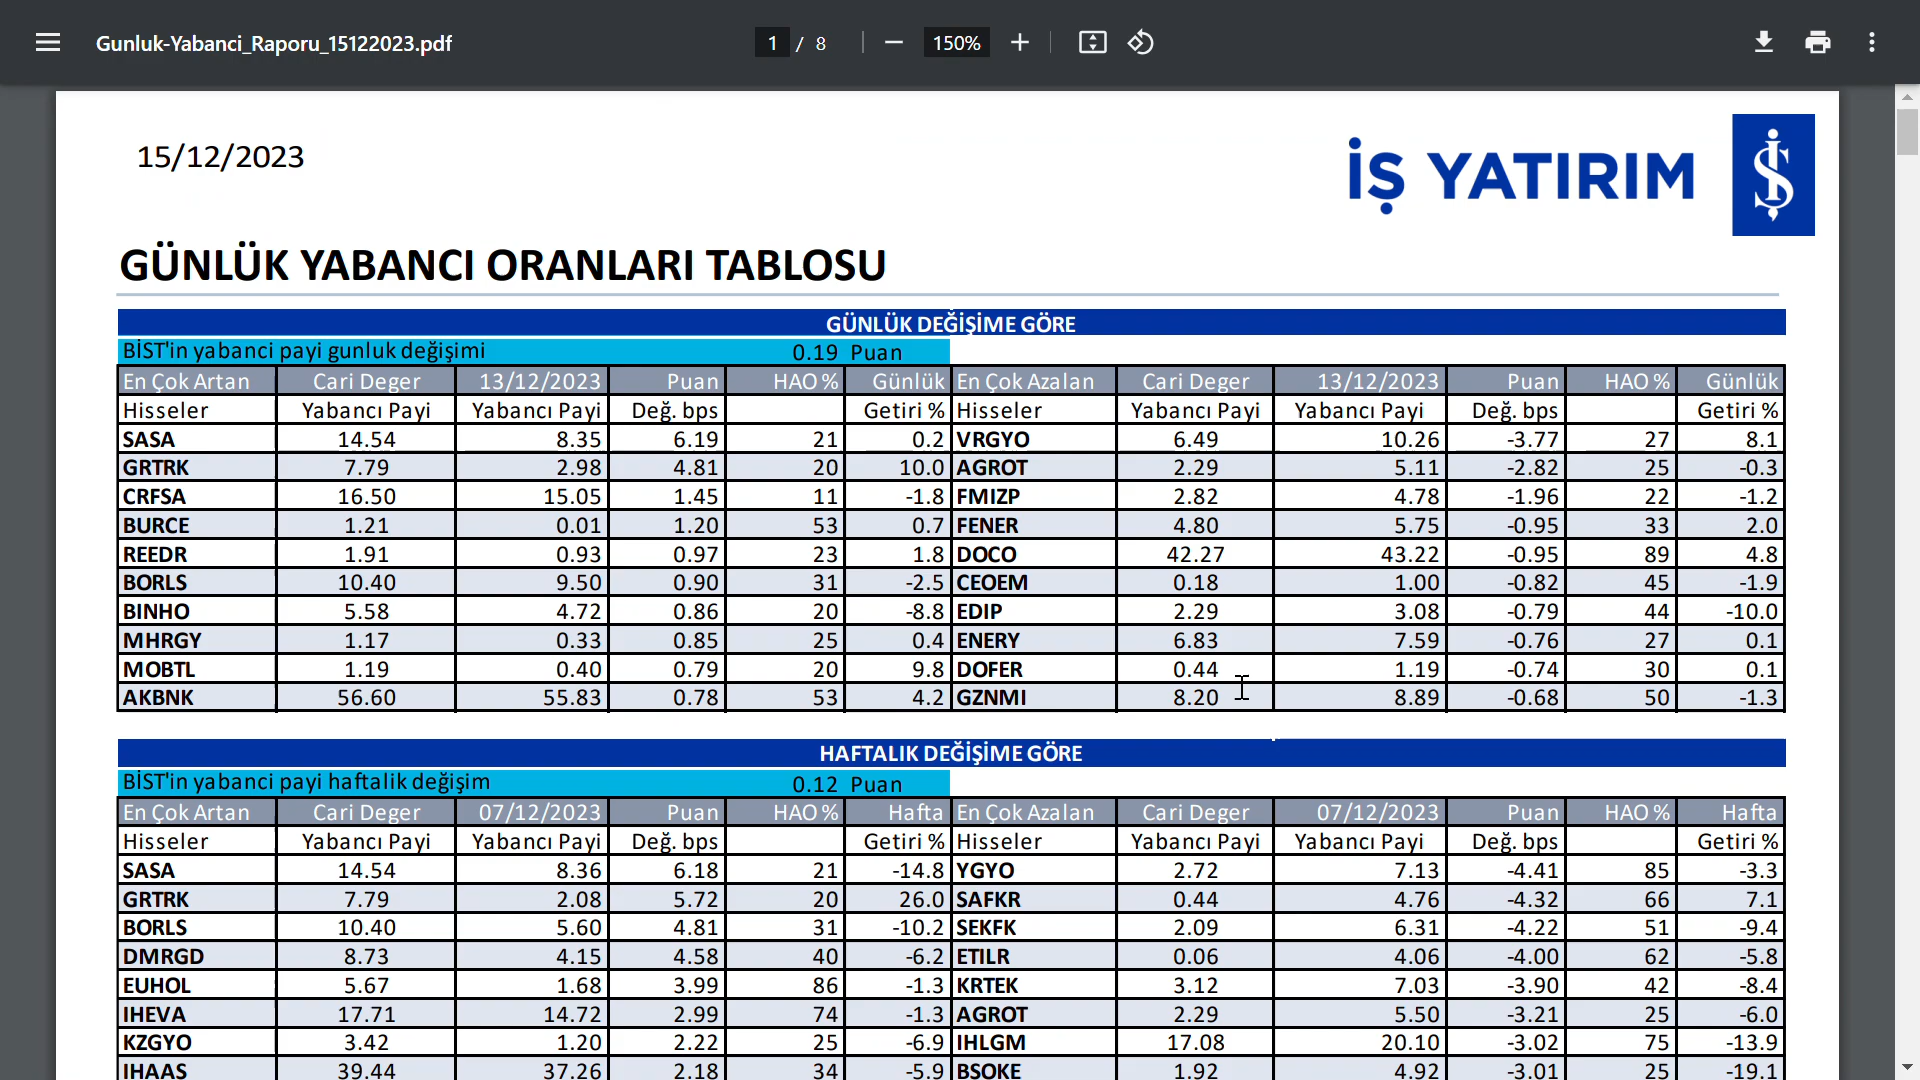 Gunluk-Yabanci_Raporu_15122023.pdf 1 / 8 150%
15/12/2023
İŞ YATIRIM
GÜNLÜK YABANCI ORANLARI TABLOSU
GÜNLÜK DEĞİŞİME GÖRE
BİST'in yabanci payi gunluk değişimi 0.19 Puan
En Çok Artan Cari Deger 13/12/2023 Puan HAO % Günlük En Çok Azalan Cari Deger 13/12/2023 Puan HAO % Günlük
Hisseler Yabancı Payi Yabancı Payi Değ. bps Getiri % Hisseler Yabancı Payi Yabancı Payi Değ. bps Getiri %
SASA 14.54 8.35 6.19 21 0.2 VRGYO 6.49 10.26 -3.77 27 8.1
GRTRK 7.79 2.98 4.81 20 10.0 AGROT 2.29 5.11 -2.82 25 -0.3
CRFSA 16.50 15.05 1.45 11 -1.8 FMIZP 2.82 4.78 -1.96 22 -1.2
BURCE 1.21 0.01 1.20 53 0.7 FENER 4.80 5.75 -0.95 33 2.0
REEDR 1.91 0.93 0.97 23 1.8 DOCO 42.27 43.22 -0.95 89 4.8
BORLS 10.40 9.50 0.90 31 -2.5 CEOEM 0.18 1.00 -0.82 45 -1.9
BINHO 5.58 4.72 0.86 20 -8.8 EDIP 2.29 3.08 -0.79 44 -10.0
MHRGY 1.17 0.33 0.85 25 0.4 ENERY 6.83 7.59 -0.76 27 0.1
MOBTL 1.19 0.40 0.79 20 9.8 DOFER 0.44 1.19 -0.74 30 0.1
AKBNK 56.60 55.83 0.78 53 4.2 GZNMI 8.20 8.89 -0.68 50 -1.3
HAFTALIK DEĞİŞİME GÖRE
BİST'in yabanci payi haftalik değişim 0.12 Puan
En Çok Artan Cari Deger 07/12/2023 Puan HAO % Hafta En Çok Azalan Cari Deger 07/12/2023 Puan HAO % Hafta
Hisseler Yabancı Payi Yabancı Payi Değ. bps Getiri % Hisseler Yabancı Payi Yabancı Payi Değ. bps Getiri %
SASA 14.54 8.36 6.18 21 -14.8 YGYO 2.72 7.13 -4.41 85 -3.3
GRTRK 7.79 2.08 5.72 20 26.0 SAFKR 0.44 4.76 -4.32 66 7.1
BORLS 10.40 5.60 4.81 31 -10.2 SEKFK 2.09 6.31 -4.22 51 -9.4
DMRGD 8.73 4.15 4.58 40 -6.2 ETILR 0.06 4.06 -4.00 62 -5.8
EUHOL 5.67 1.68 3.99 86 -1.3 KRTEK 3.12 7.03 -3.90 42 -8.4
IHEVA 17.71 14.72 2.99 74 -1.3 AGROT 2.29 5.50 -3.21 25 -6.0
KZGYO 3.42 1.20 2.22 25 -6.9 IHLGM 17.08 20.10 -3.02 75 -13.9
IHAAS 39.44 37.26 2.18 34 -5.9 BSOKE 1.92 4.92 -3.01 25 -19.1